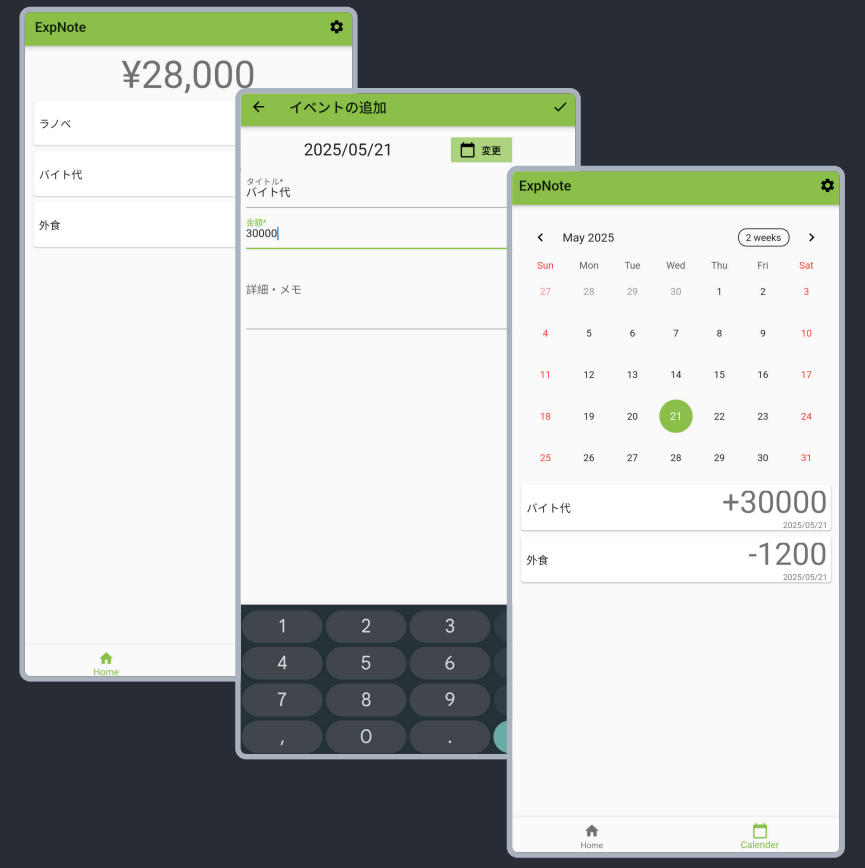 ExpNote
¥28,000
ラノベ
バイト代
外食
Home
イベントの追加
2025/05/21
変更
タイトル*
バイト代
金額*
30000
詳細・メモ
1 2 3
4 5 6
7 8 9
, 0 .
ExpNote
May 2025
2 weeks
Sun Mon Tue Wed Thu Fri Sat
27 28 29 30 1 2 3
4 5 6 7 8 9 10
11 12 13 14 15 16 17
18 19 20 21 22 23 24
25 26 27 28 29 30 31
バイト代
+30000
2025/05/21
外食
-1200
2025/05/21
Home
Calender